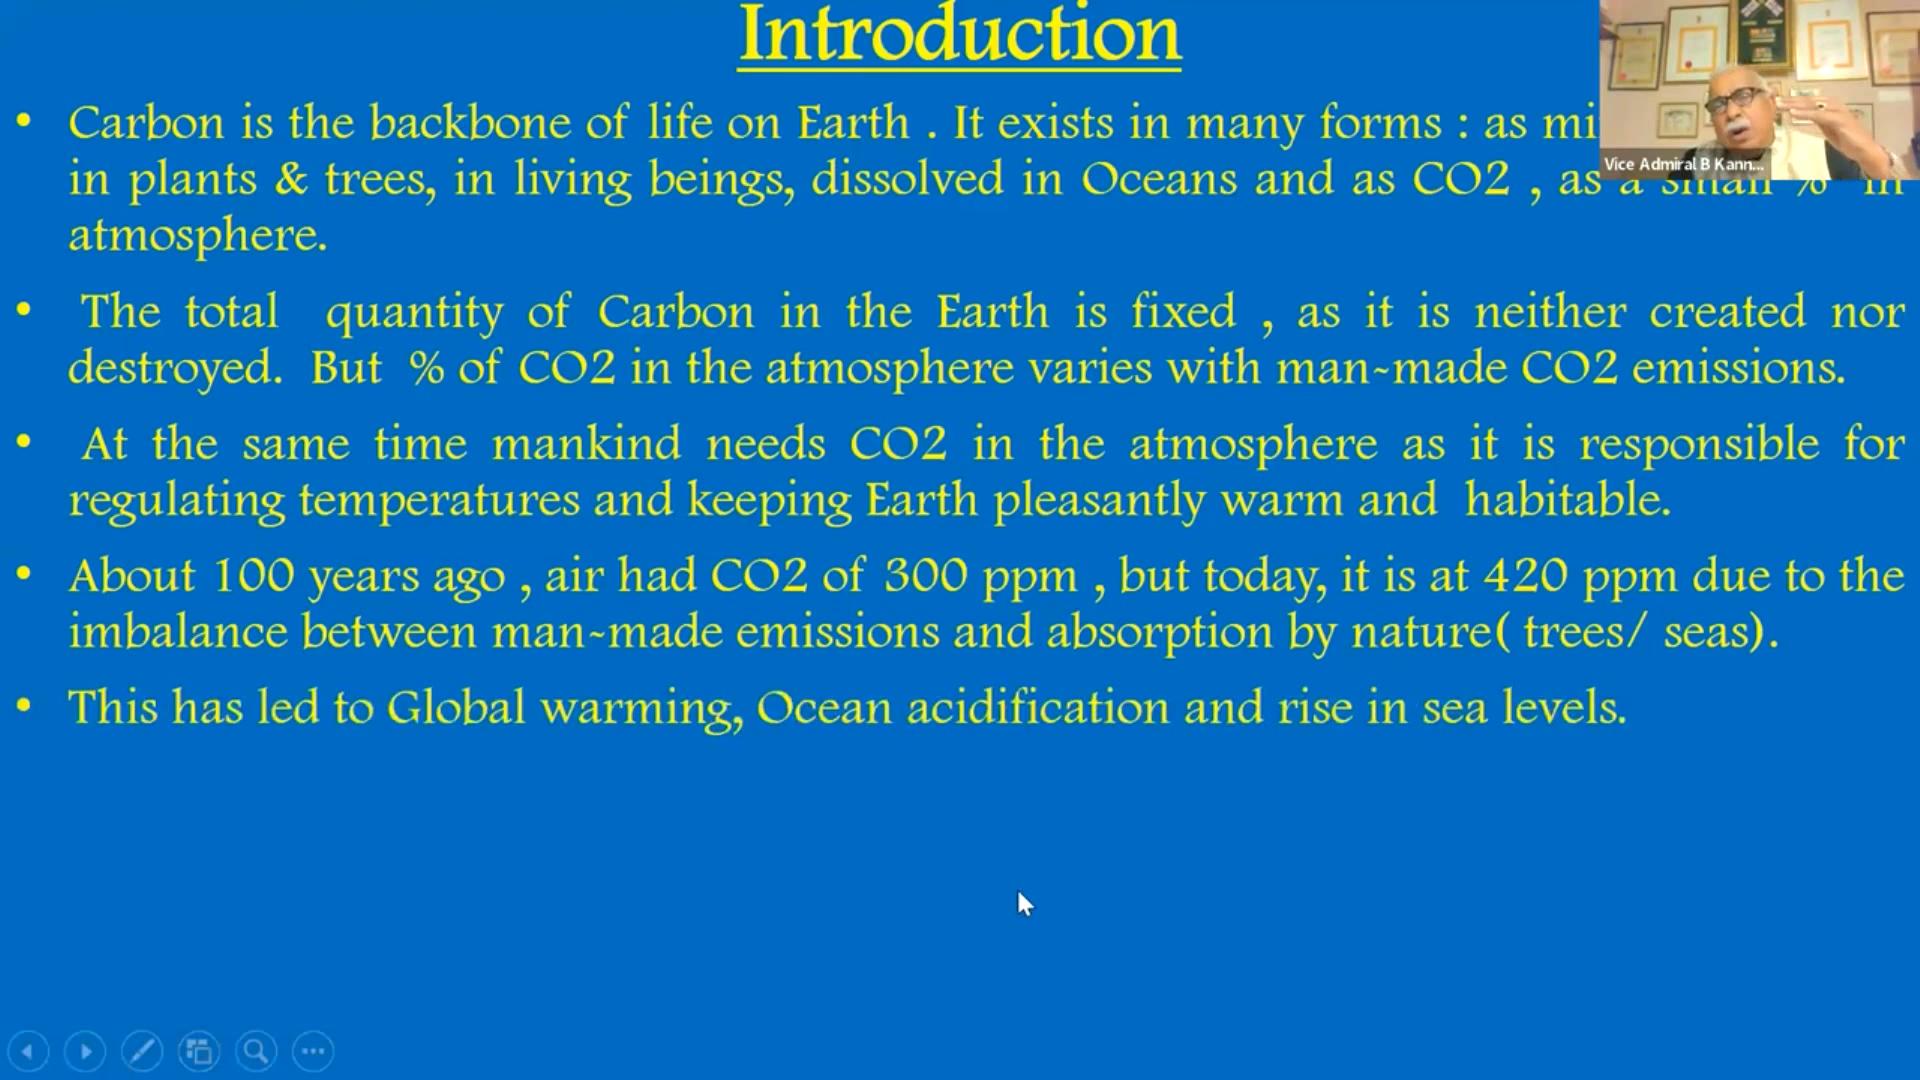 Introduction
• Carbon is the backbone of life on Earth . It exists in many forms : as
in plants & trees, in living beings, dissolved in Oceans and as CO2 , as a small % in
atmosphere.
• The total quantity of Carbon in the Earth is fixed , as it is neither created nor
destroyed. But % of CO2 in the atmosphere varies with man-made CO2 emissions.
• At the same time mankind needs CO2 in the atmosphere as it is responsible for
regulating temperatures and keeping Earth pleasantly warm and habitable.
• About 100 years ago , air had CO2 of 300 ppm , but today, it is at 420 ppm due to the
imbalance between man-made emissions and absorption by nature( trees/ seas).
• This has led to Global warming, Ocean acidification and rise in sea levels.
Vice Admiral B Kann...